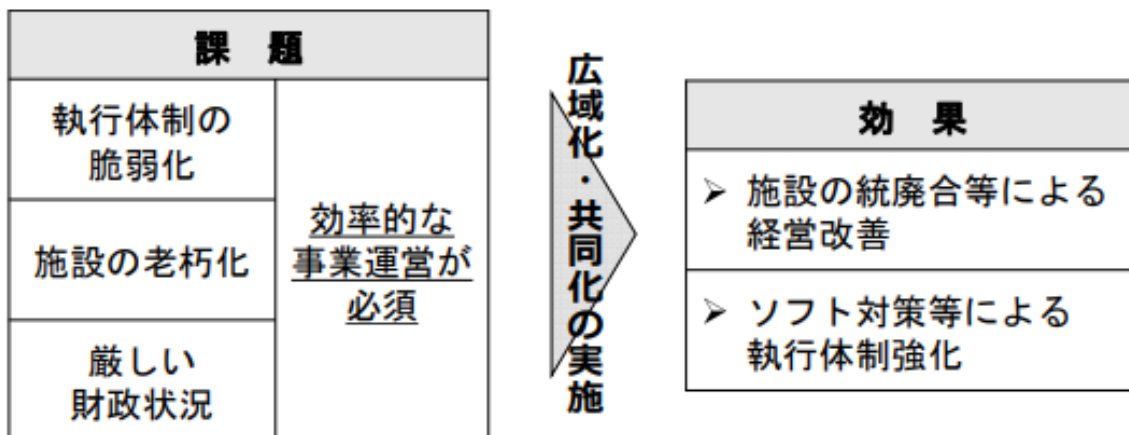 課　題
執行体制の
脆弱化
施設の老朽化
厳しい
財政状況
効率的な
事業運営が
必須
広域化・共同化の実施
効　果
➢ 施設の統廃合等による
経営改善
➢ ソフト対策等による
執行体制強化